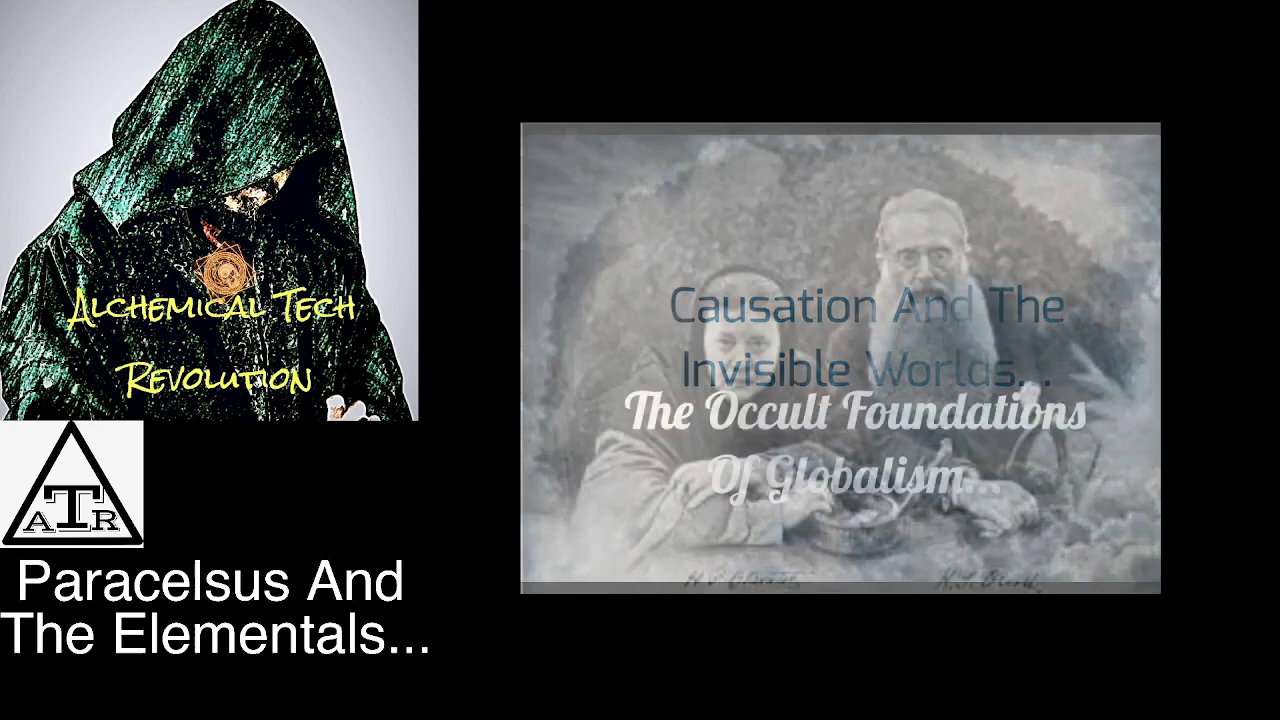 Alchemical Tech
Revolution
ATR
Paracelsus And
The Elementals...
Causation And The
Invisible Worlds...
The Occult Foundations
Of Globalism...